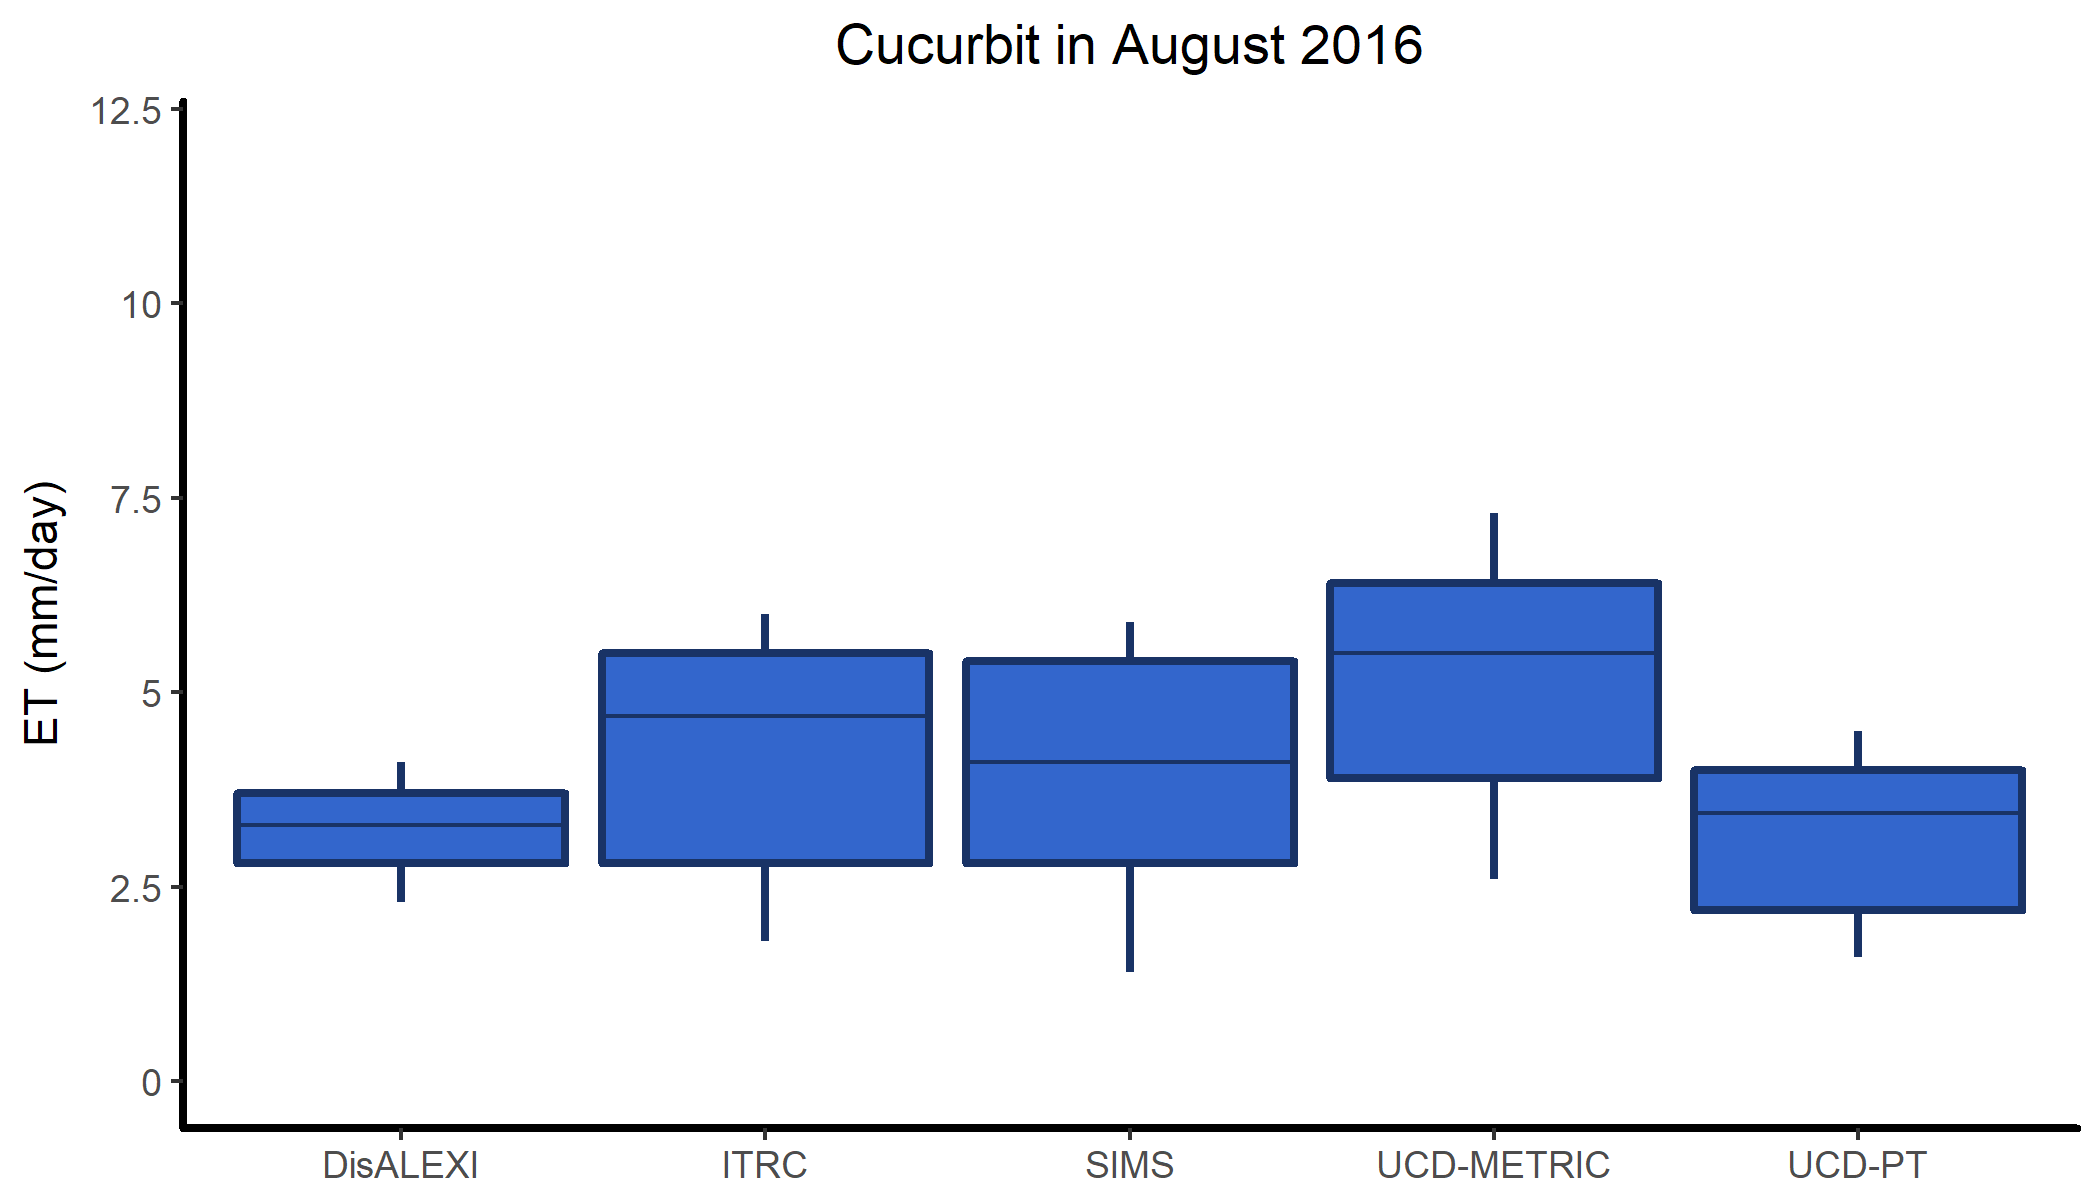 Cucurbit in August 2016
ET (mm/day)
12.5
10
7.5
5
2.5
0
DisALEXI
ITRC
SIMS
UCD-METRIC
UCD-PT